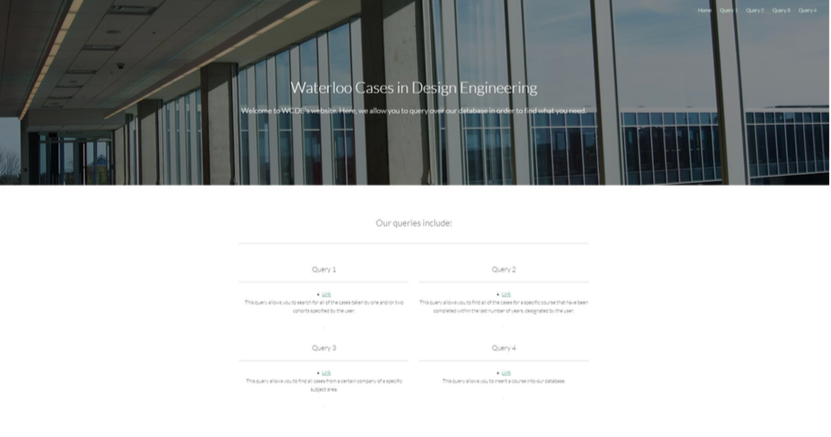 Home Query 1 Query 2 Query 3 Query 4
Waterloo Cases in Design Engineering
Welcome to WCDE's website. Here, we allow you to query over our database in order to find what you need.
Our queries include:
Query 1
Query 2
• Link
This query allows you to search for all of the cases taken by one and/or two
cohorts specified by the user.
• Link
This query allows you to find all of the cases for a specific course that have been
completed within the last number of years, designated by the user.
Query 3
Query 4
• Link
This query allows you to find all cases from a certain company of a specific
subject area.
• Link
This query allows you to insert a course into our database.